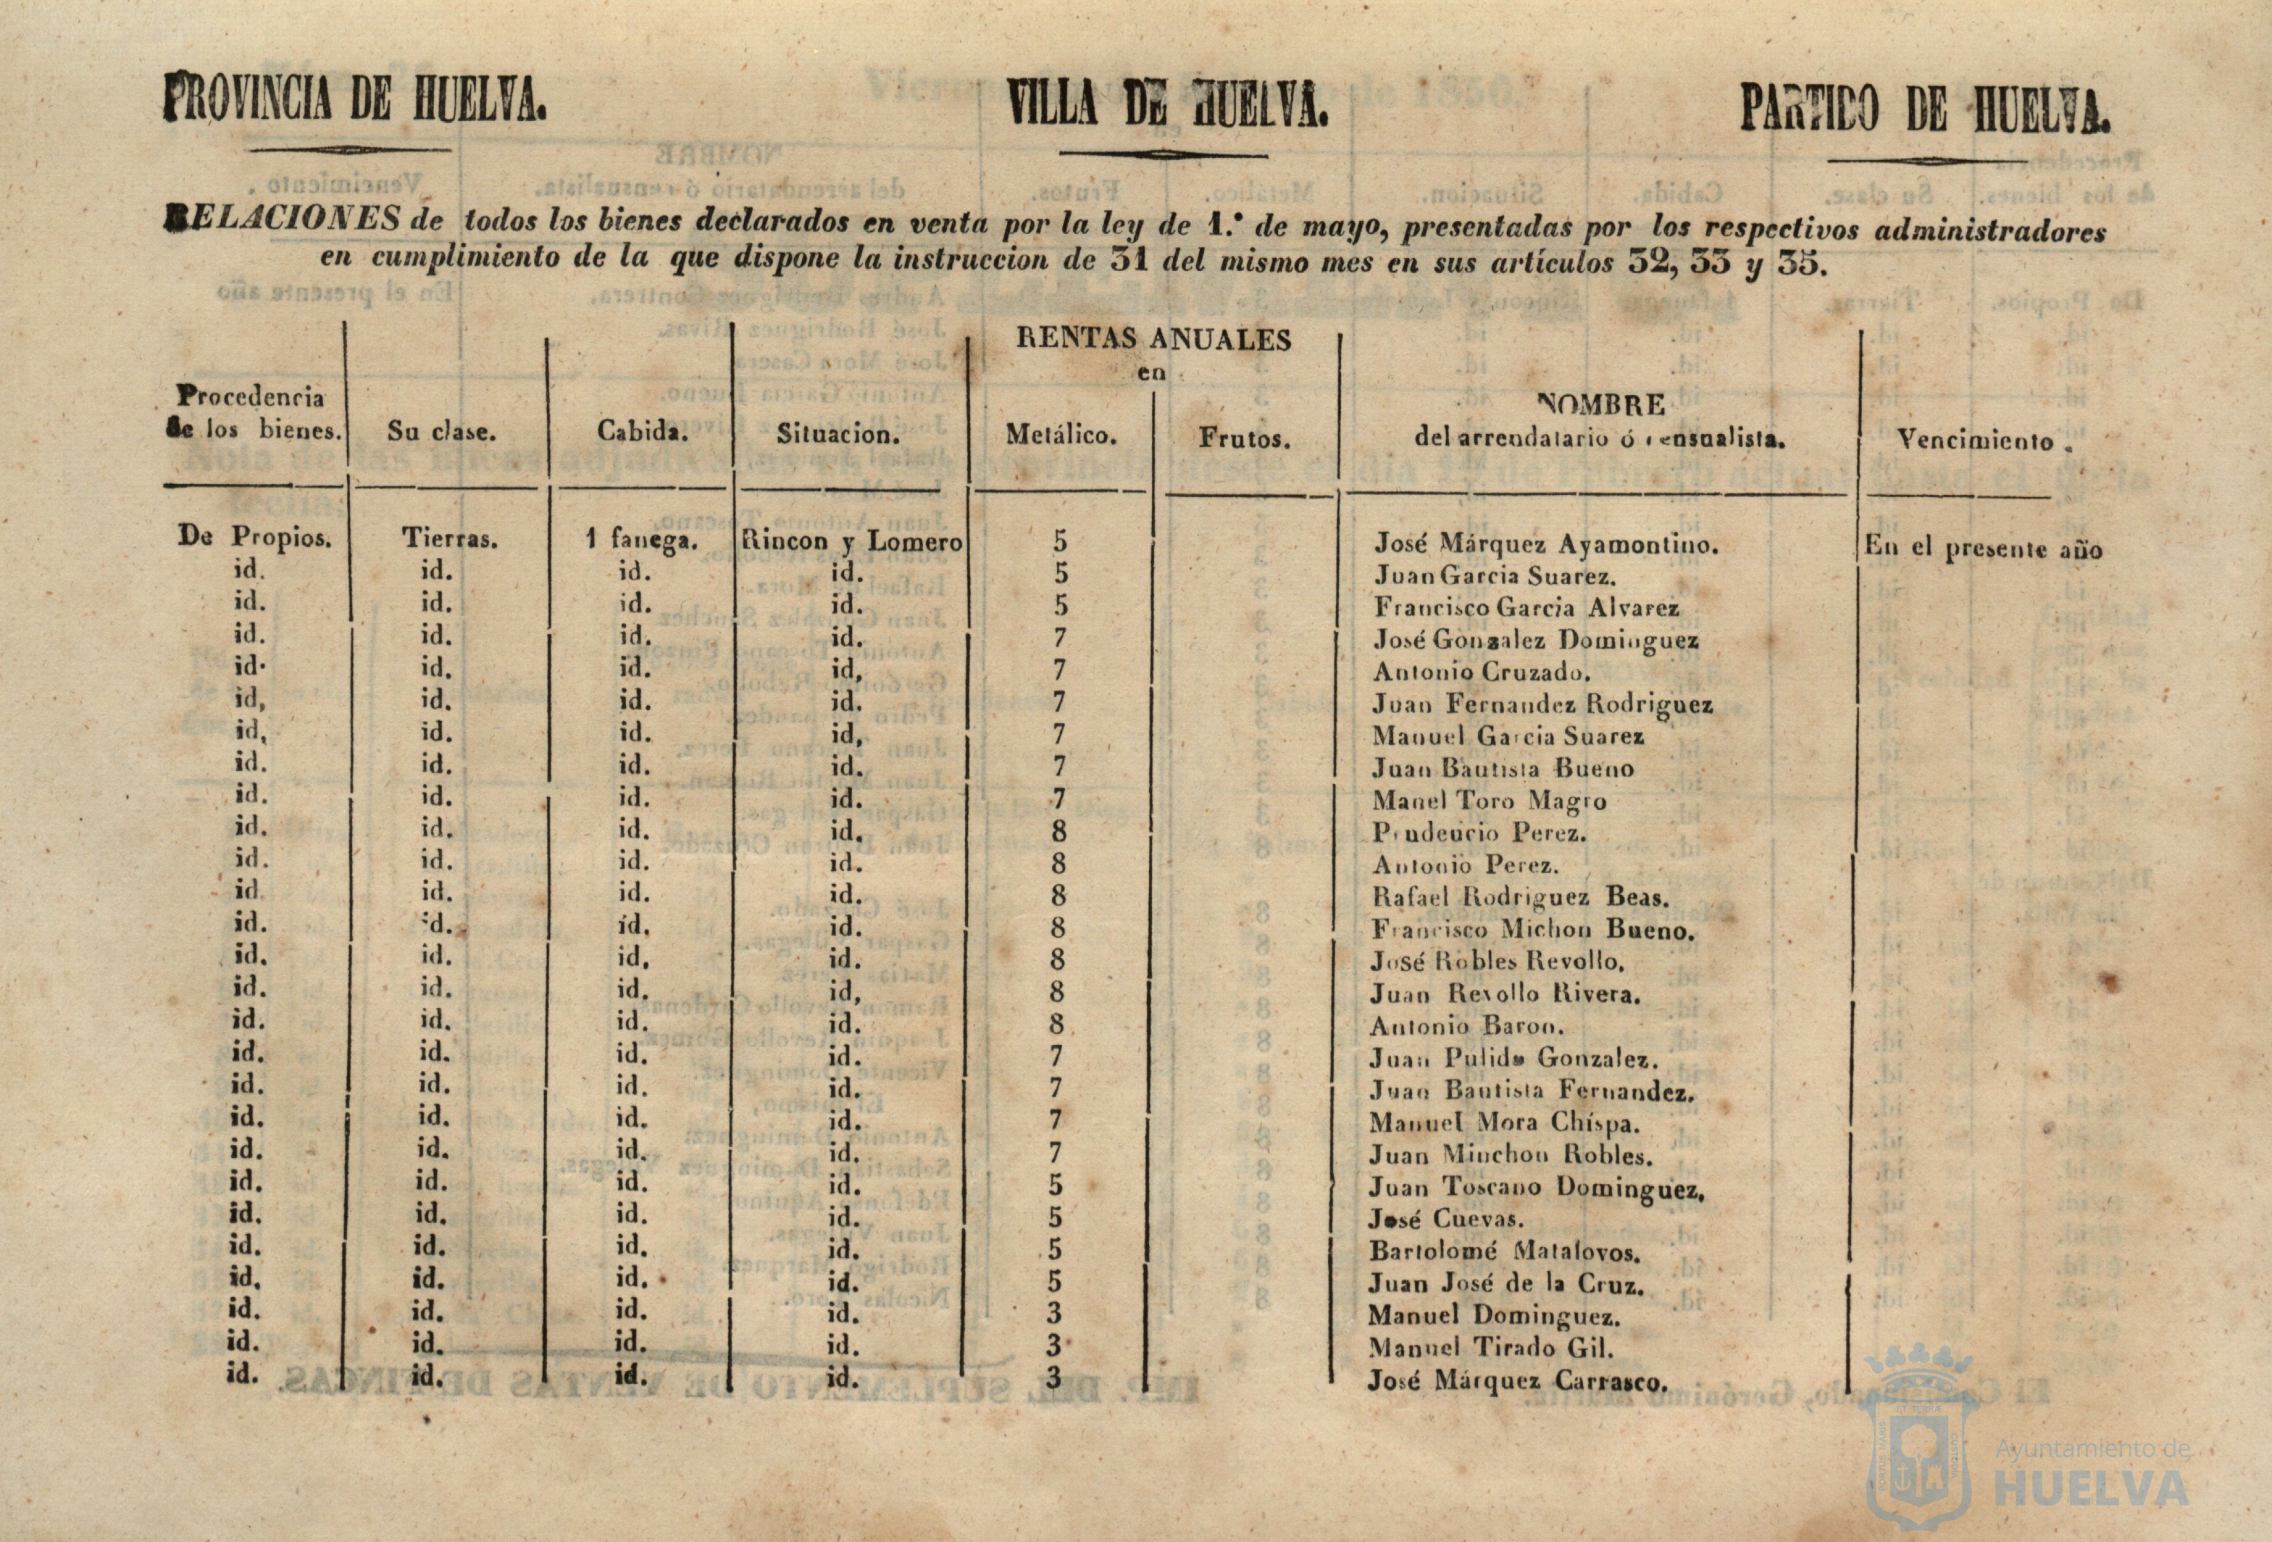 PROVINCIA DE HUELVA. VILLA DE HUELVA. PARTIDO DE HUELVA.
RELACIONES de todos los bienes declarados en venta por la ley de 1.° de mayo, presentadas por los respectivos administradores
en cumplimiento de la que dispone la instruccion de 31 del mismo mes en sus artículos 32, 33 y 35.
RENTAS ANUALES
en
Procedencia
de los bienes. Su clase. Cabida. Situacion. Metálico. Frutos. NOMBRE
del arrendatario ó censualista. Vencimiento.
De Propios. Tierras. 1 fanega. Rincon y Lomero 5 José Márquez Ayamontino. En el presente año
id. id. id. id. 5 Juan Garcia Suarez.
id. id. id. id. 5 Francisco Garcia Alvarez
id. id. id. id. 7 José Gonzalez Dominguez
id. id. id. id, 7 Antonio Cruzado.
id, id. id. id. 7 Juan Fernandez Rodriguez
id, id. id. id, 7 Manuel Garcia Suarez
id. id. id. id. 7 Juan Bautista Bueno
id. id. id. id. 7 Manel Toro Magro
id. id. id. id. 8 Prudencio Perez.
id. id. id. id. 8 Antonio Perez.
id id. id. id. 8 Rafael Rodriguez Beas.
id. id. id. id. 8 Francisco Michon Bueno.
id. id. id. id. 8 José Robles Revollo.
id. id. id. id, 8 Juan Revollo Rivera.
id. id. id. id. 8 Antonio Baron.
id. id. id. id. 7 Juan Pulido Gonzalez.
id. id. id. id. 7 Juan Bautista Fernandez.
id. id. id. id. 7 Manuel Mora Chispa.
id. id. id. id. 7 Juan Minchon Robles.
id. id. id. id. 5 Juan Toscano Dominguez.
id. id. id. id. 5 José Cuevas.
id. id. id. id. 5 Bartolomé Matalovos.
id. id. id. id. 5 Juan José de la Cruz.
id. id. id. id. 3 Manuel Dominguez.
id. id. id. id. 3 Manuel Tirado Gil.
id. id. id. id. 3 José Márquez Carrasco.
Ayuntamiento de
HUELVA